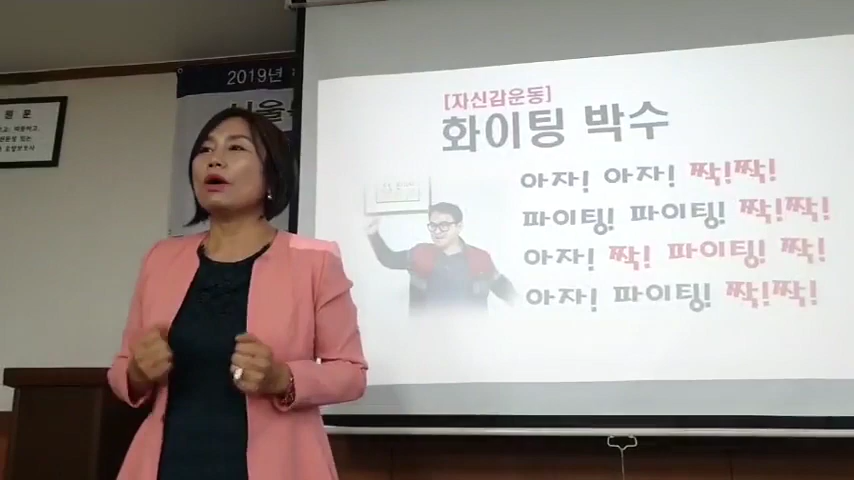 2019년
원 훈
[자신감운동]
화이팅 박수
아자! 아자! 짝!짝!
파이팅! 파이팅! 짝!짝!
아자! 짝! 파이팅! 짝!
아자! 파이팅! 짝!짝!